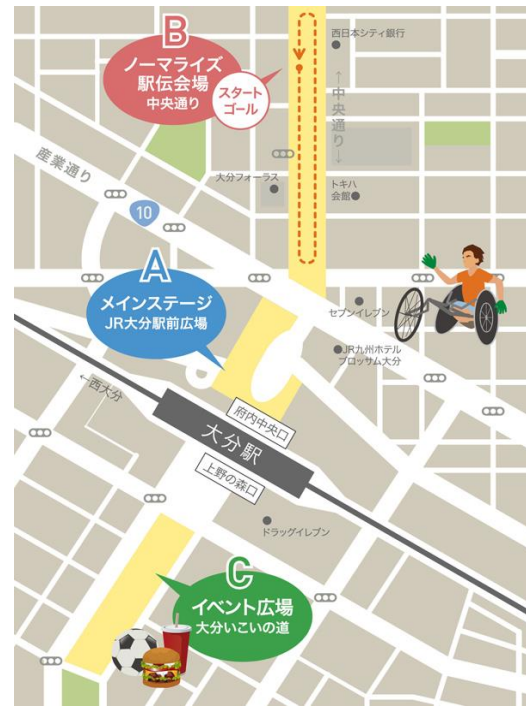 西日本シティ銀行
B
ノーマライズ
駅伝会場
中央通り
スタート
ゴール
←中央通り→
産業通り
大分フォーラス
トキハ
会館
10
A
メインステージ
JR大分駅前広場
セブンイレブン
JR九州ホテル
ブロッサム大分
←西大分
府内中央口
大分駅
上野の森口
ドラッグイレブン
C
イベント広場
大分いこいの道